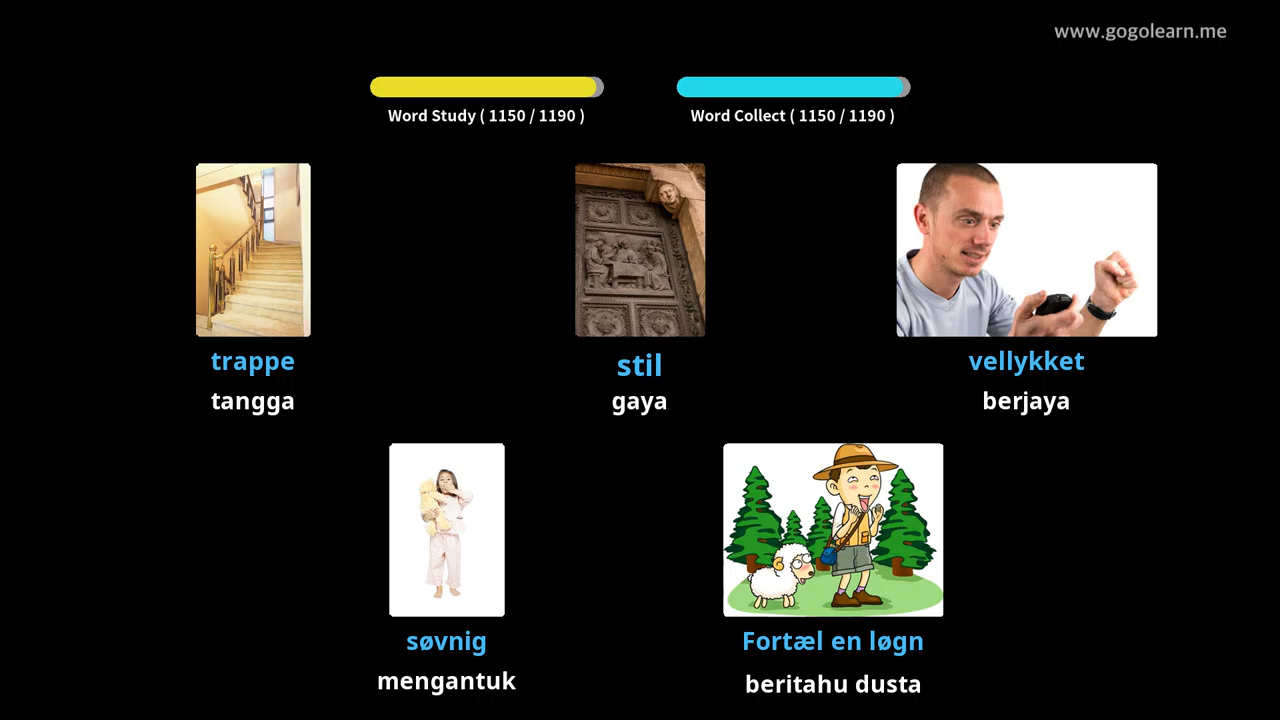 www.gogolearn.me
Word Study ( 1150 / 1190 )
Word Collect ( 1150 / 1190 )
trappe
tangga
stil
gaya
vellykket
berjaya
søvnig
mengantuk
Fortæl en løgn
beritahu dusta